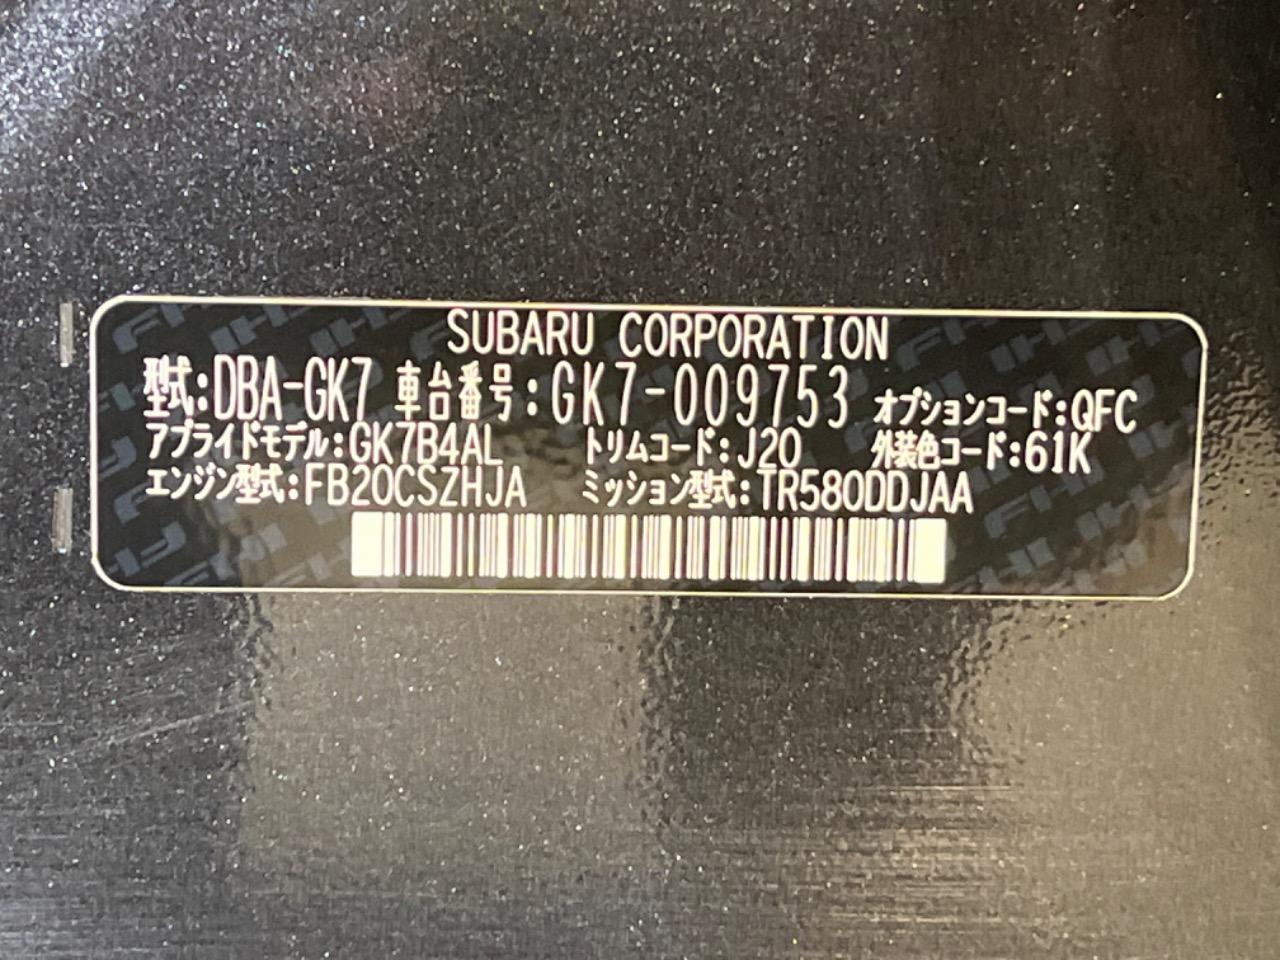 SUBARU CORPORATION
型式:DBA-GK7 車台番号:GK7-009753 オプションコード:QFC
アプライドモデル:GK7B4AL トリムコード:J20 外装色コード:61K
エンジン型式:FB20CSZHJA ミッション型式:TR580DDJAA